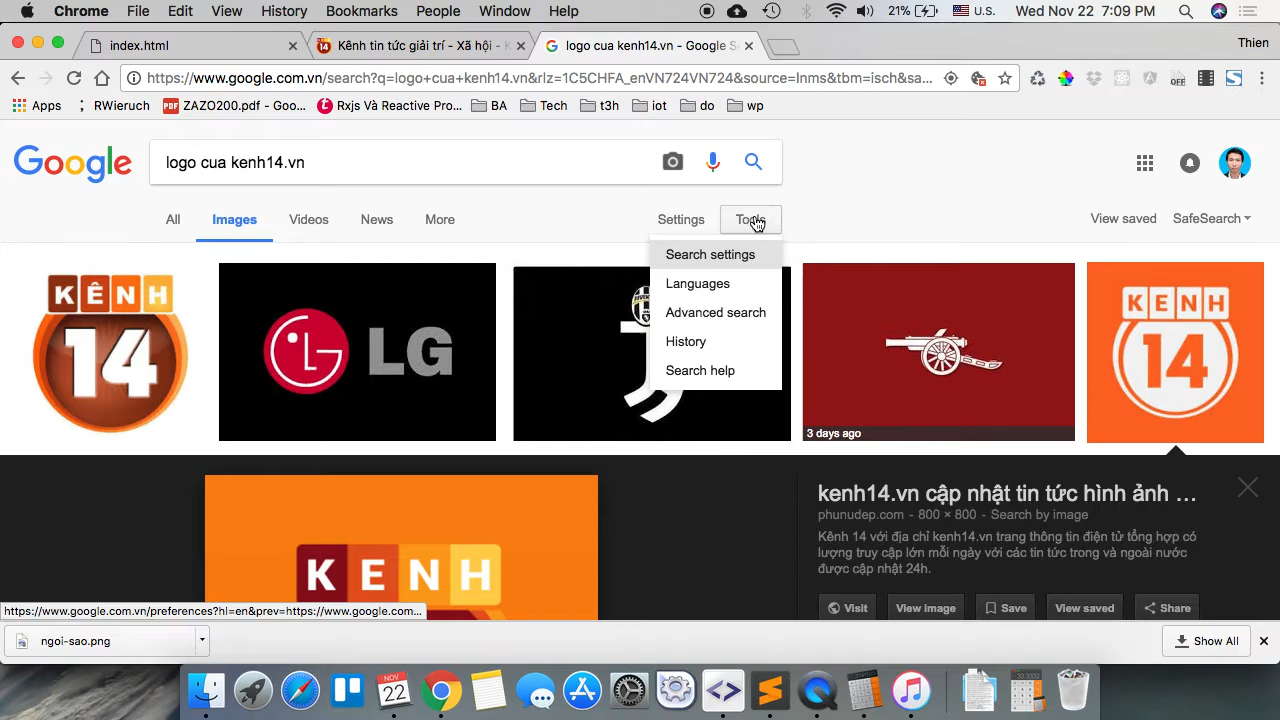 Chrome File Edit View History Bookmarks People Window Help 21% U.S. Wed Nov 22 7:09 PM
index.html Kênh tin tức giải trí - Xã hội - K logo cua kenh14.vn - Google S Thien
https://www.google.com.vn/search?q=logo+cua+kenh14.vn&rlz=1C5CHFA_enVN724VN724&source=lnms&tbm=isch&sa... OFF
Apps RWieruch PDF ZAZO200.pdf - Goo... Rxjs Và Reactive Pro... BA Tech t3h iot do wp
Google logo cua kenh14.vn
All Images Videos News More Settings Tools View saved SafeSearch
Search settings
Languages
Advanced search
History
Search help
KÊNH
14
LG
3 days ago
KENH
14
KENH
kenh14.vn cập nhật tin tức hình ảnh ...
phunudep.com - 800 × 800 - Search by image
Kênh 14 với địa chỉ kenh14.vn trang thông tin điện tử tổng hợp có
lượng truy cập lớn mỗi ngày với các tin tức trong và ngoài nước
được cập nhật 24h.
Visit View image Save View saved Share
https://www.google.com.vn/preferences?hl=en&prev=https://www.google.com...
ngoi-sao.png Show All
NOV
22